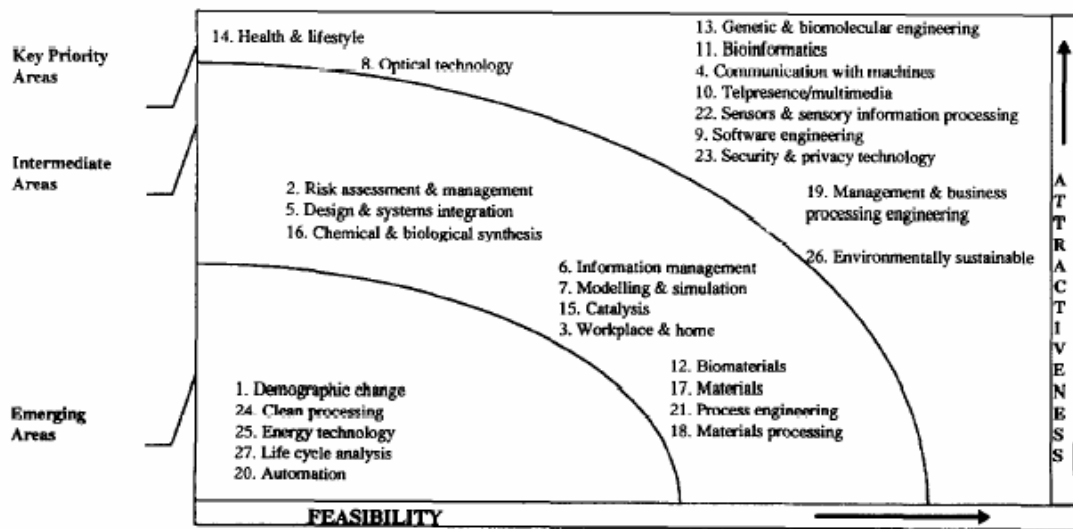 Key Priority
Areas
Intermediate
Areas
Emerging
Areas
14. Health & lifestyle
8. Optical technology
13. Genetic & biomolecular engineering
11. Bioinformatics
4. Communication with machines
10. Telpresence/multimedia
22. Sensors & sensory information processing
9. Software engineering
23. Security & privacy technology
19. Management & business
processing engineering
26. Environmentally sustainable
2. Risk assessment & management
5. Design & systems integration
16. Chemical & biological synthesis
6. Information management
7. Modelling & simulation
15. Catalysis
3. Workplace & home
12. Biomaterials
17. Materials
21. Process engineering
18. Materials processing
1. Demographic change
24. Clean processing
25. Energy technology
27. Life cycle analysis
20. Automation
FEASIBILITY
ATTRACTIVENESS